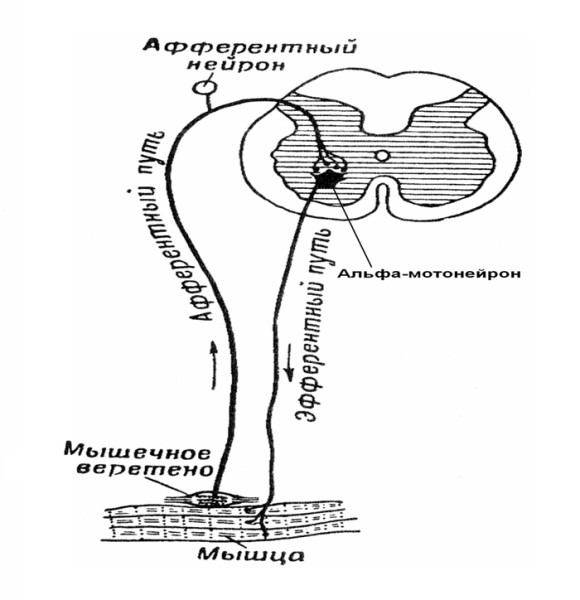 Афферентный
нейрон
Афферентный путь
Эфферентный путь
Альфа-мотонейрон
Мышечное
веретено
Мышца